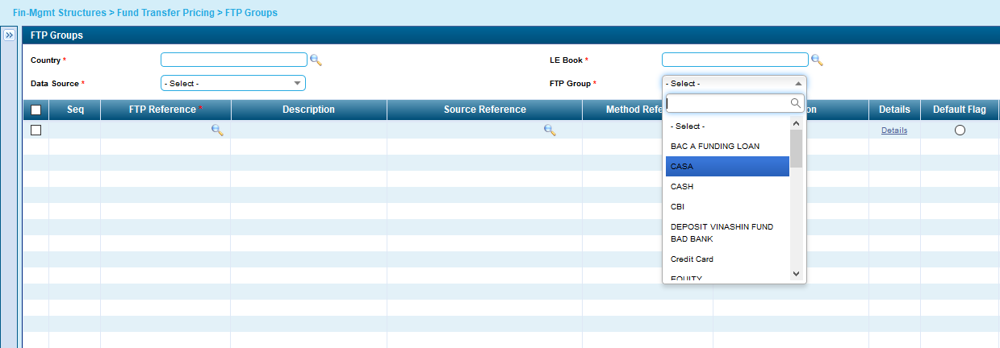 Fin-Mgmt Structures > Fund Transfer Pricing > FTP Groups
FTP Groups
Country *
LE Book *
Data Source *
- Select -
FTP Group *
- Select -
Seq
FTP Reference *
Description
Source Reference
Method Refe
on
Details
Default Flag
Details
- Select -
BAC A FUNDING LOAN
CASA
CASH
CBI
DEPOSIT VINASHIN FUND
BAD BANK
Credit Card
EQUITY